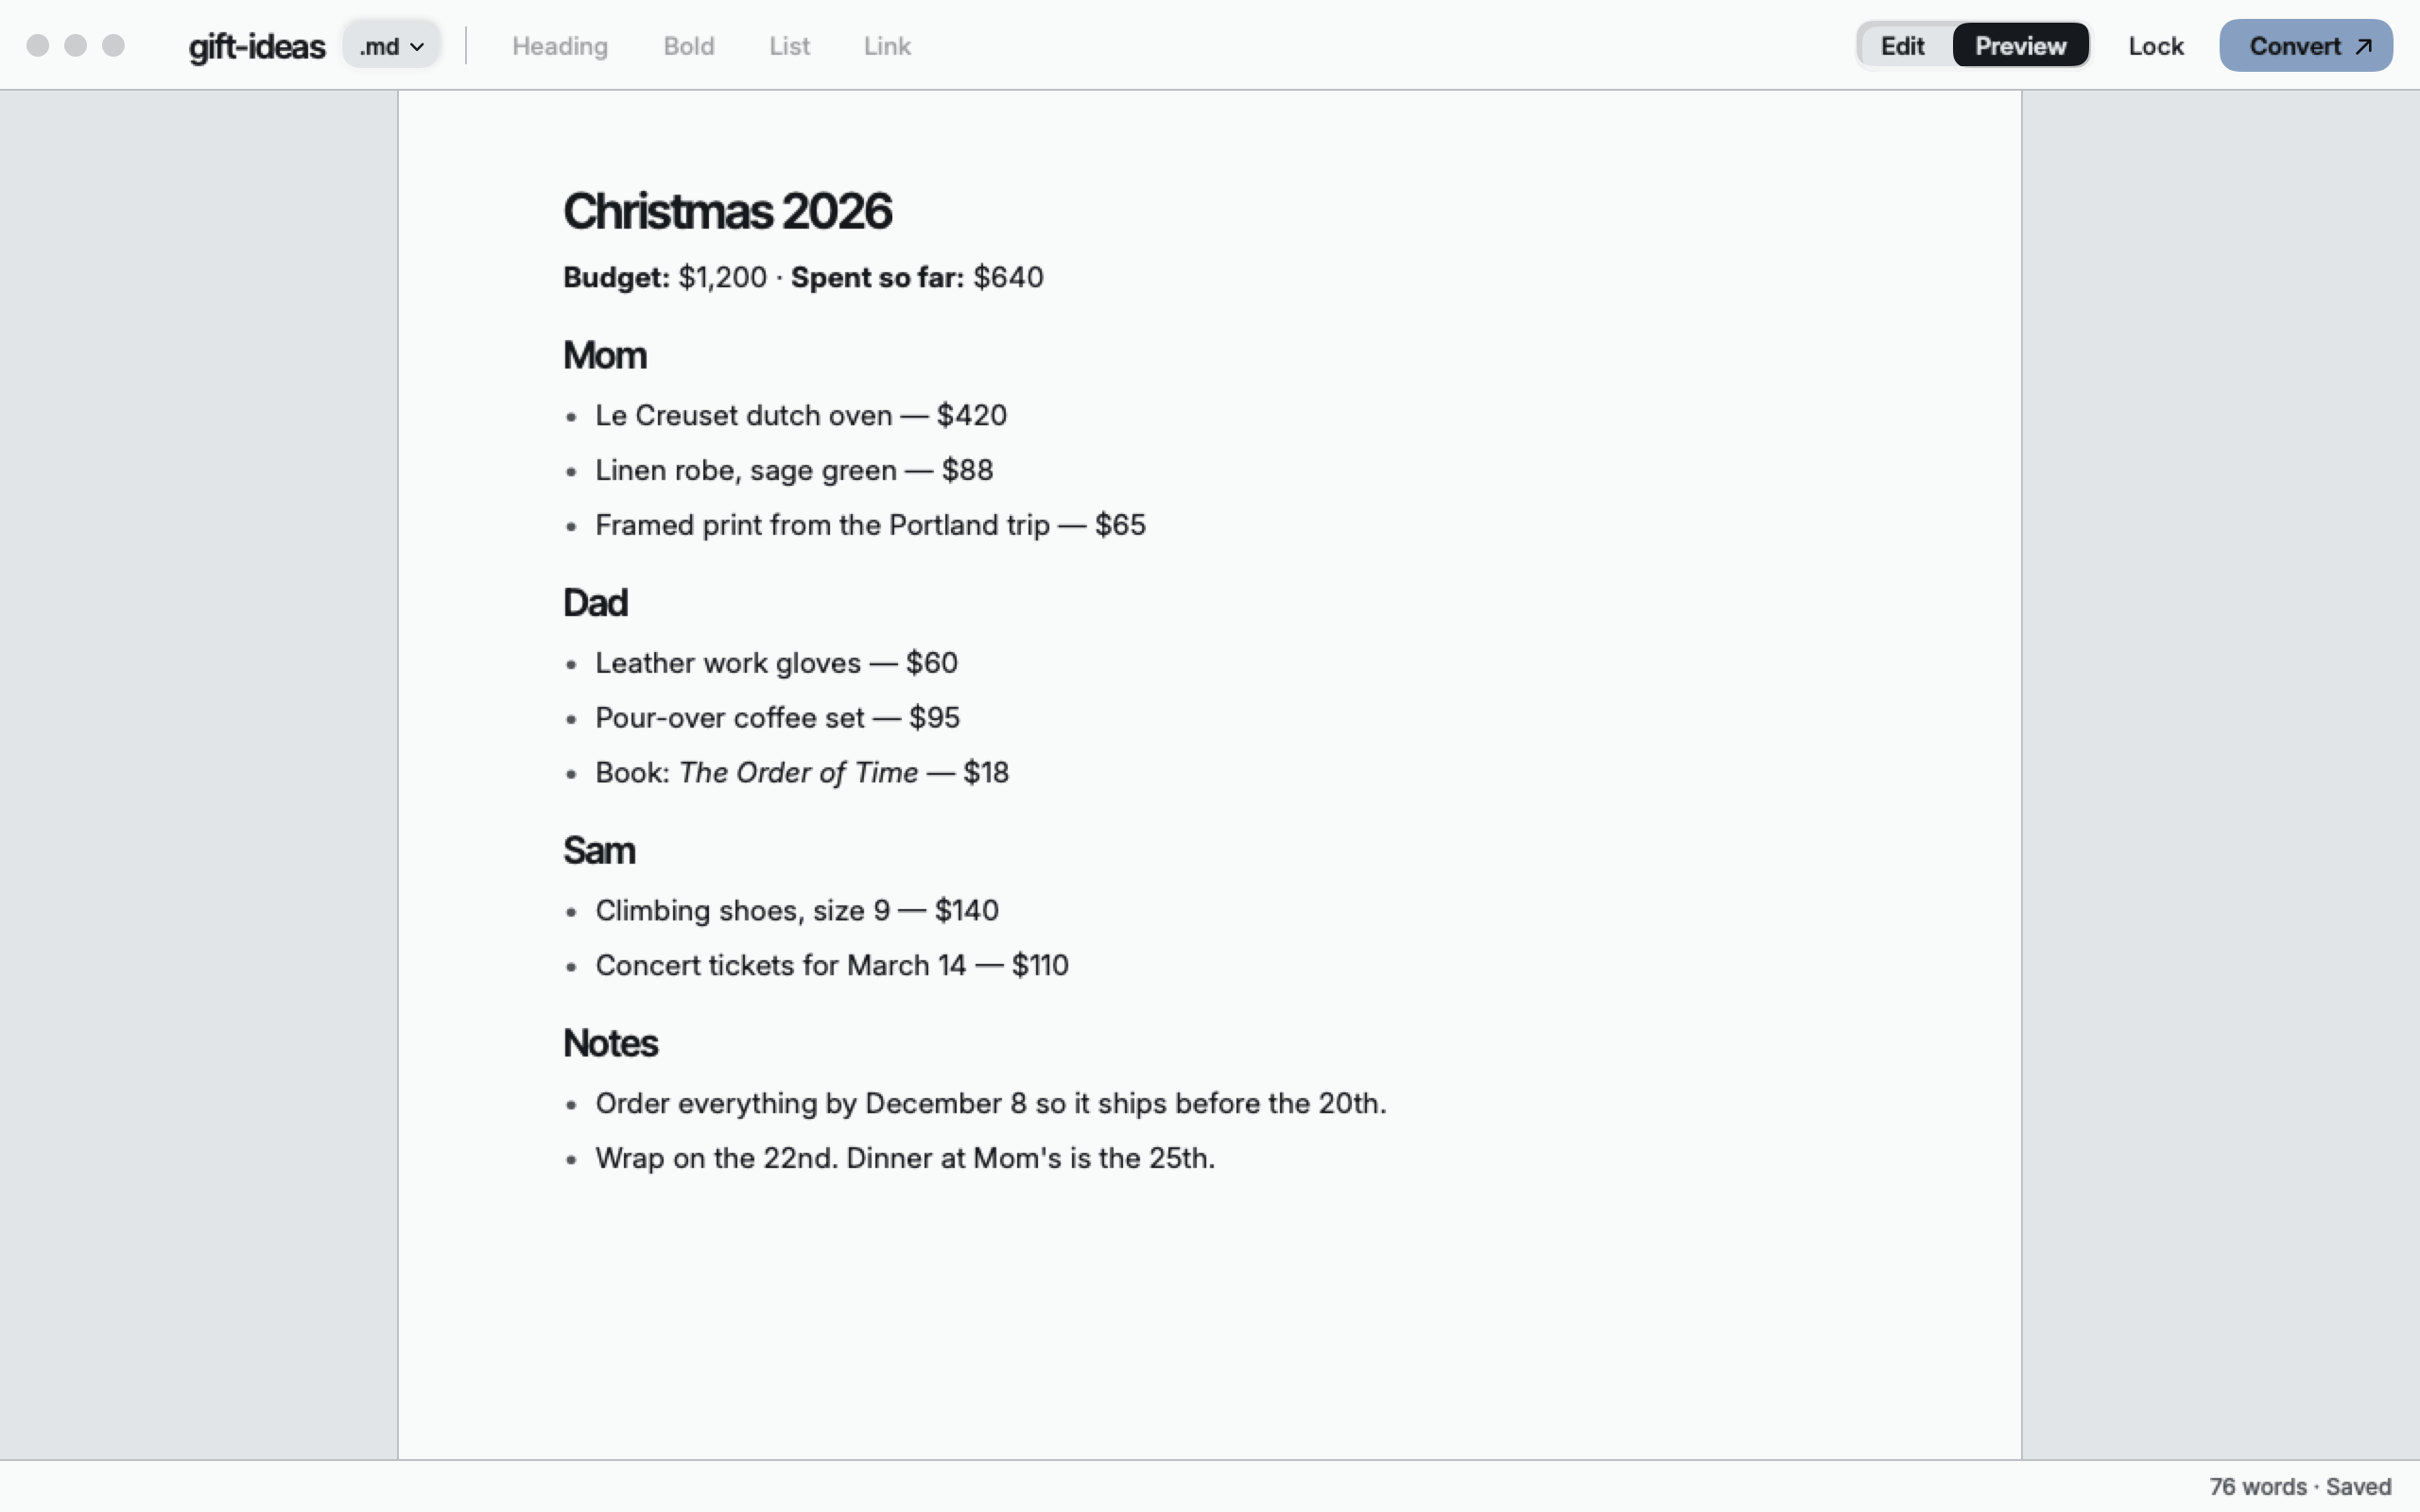 gift-ideas .md Heading Bold List Link Edit Preview Lock Convert
Christmas 2026
Budget: $1,200 · Spent so far: $640
Mom
• Le Creuset dutch oven — $420
• Linen robe, sage green — $88
• Framed print from the Portland trip — $65
Dad
• Leather work gloves — $60
• Pour-over coffee set — $95
• Book: The Order of Time — $18
Sam
• Climbing shoes, size 9 — $140
• Concert tickets for March 14 — $110
Notes
• Order everything by December 8 so it ships before the 20th.
• Wrap on the 22nd. Dinner at Mom's is the 25th.
76 words · Saved